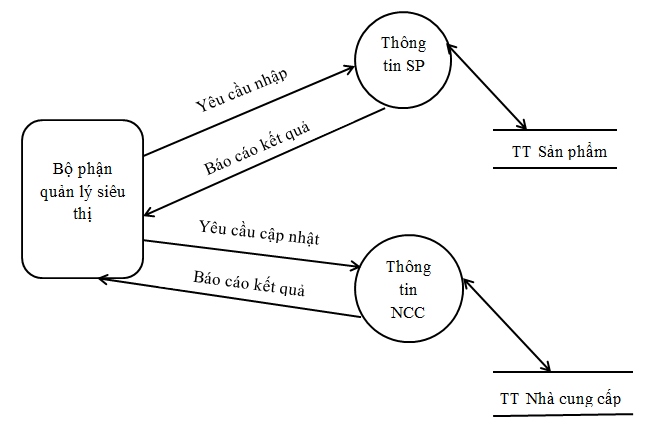 Thông
tin SP
Yêu cầu nhập
Báo cáo kết quả
TT Sản phẩm
Bộ phận
quản lý siêu
thị
Yêu cầu cập nhật
Báo cáo kết quả
Thông
tin
NCC
TT Nhà cung cấp